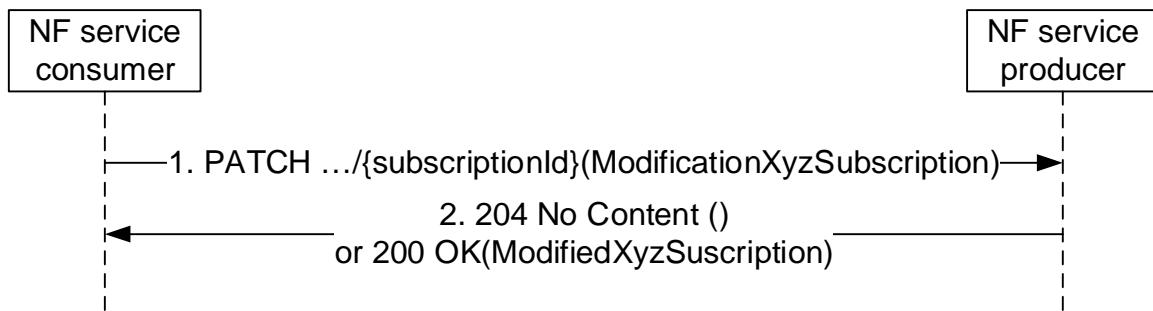 NF service
consumer
NF service
producer
1. PATCH …/{subscriptionId}(ModificationXyzSubscription)
2. 204 No Content ()
or 200 OK(ModifiedXyzSuscription)